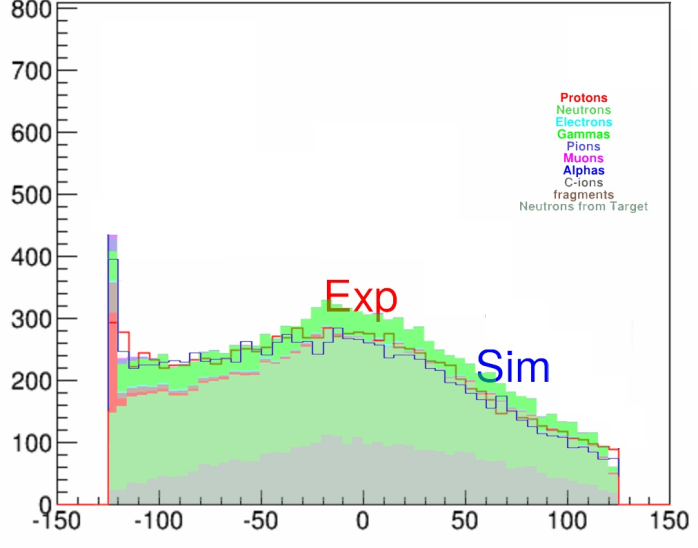 800
700
600
500
400
300
200
100
0
Protons
Neutrons
Electrons
Gammas
Pions
Muons
Alphas
C-ions
fragments
Neutrons from Target
Exp
Sim
-150 -100 -50 0 50 100 150